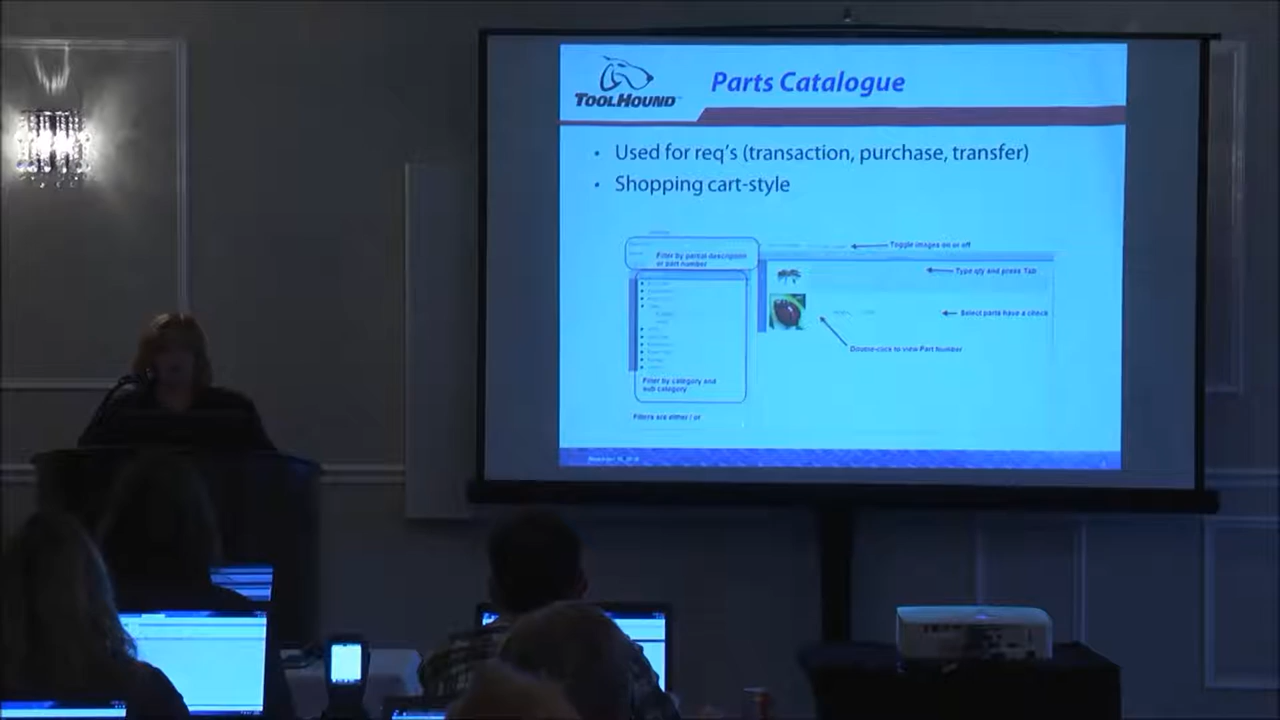 TOOLHOUND
Parts Catalogue
• Used for req's (transaction, purchase, transfer)
• Shopping cart-style
Toggle images on or off
Filter by partial description
or part number
Type qty and press Tab
Select parts have a check
Double-click to view Part Number
Filter by category and
sub category
Filters are either / or